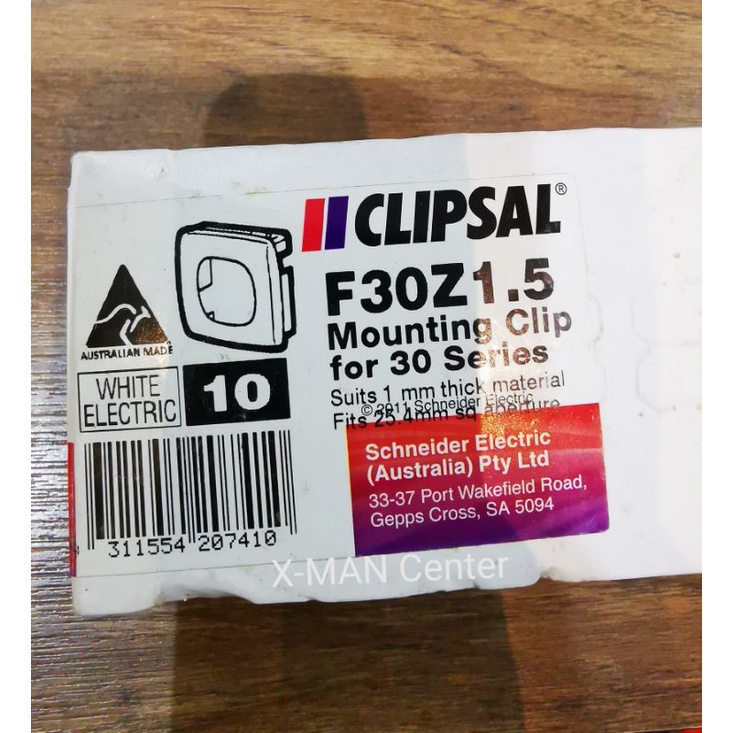 CLIPSAL®
F30Z1.5
Mounting Clip
for 30 Series
Suits 1 mm thick material
© 2011 Schneider Electric
Fits 25.4mm sq aperture
AUSTRALIAN MADE
WHITE
ELECTRIC
10
Schneider Electric
(Australia) Pty Ltd
33-37 Port Wakefield Road,
Gepps Cross, SA 5094
311554 207410
X-MAN Center